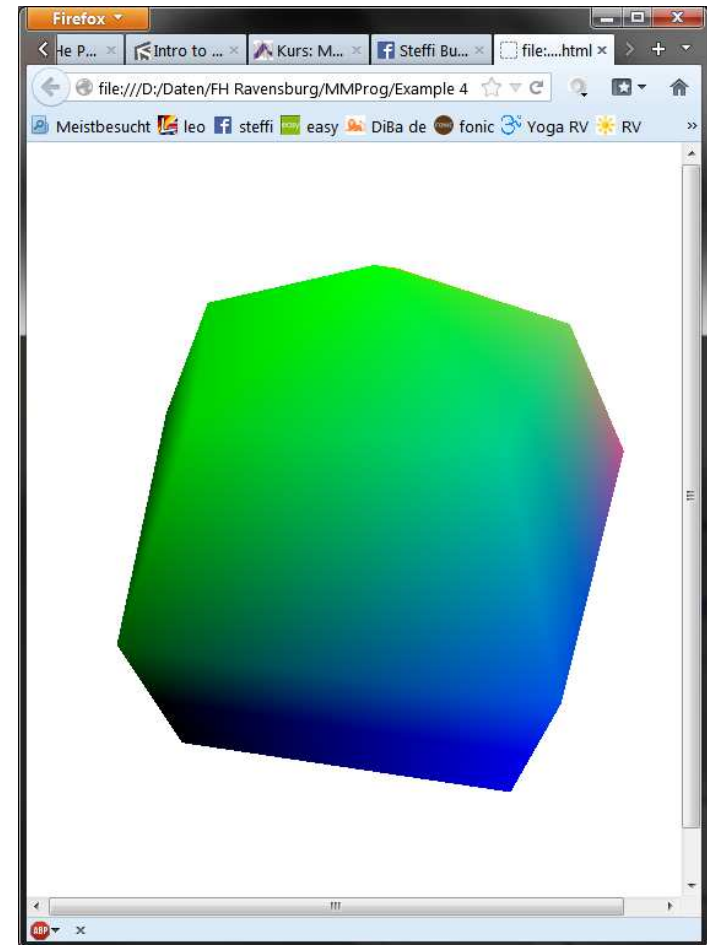 Firefox
He P... Intro to ... Kurs: M... Steffi Bu... file:....html
file:///D:/Daten/FH Ravensburg/MMProg/Example 4
Meistbesucht leo steffi easy DiBa de fonic Yoga RV RV »
ABP x